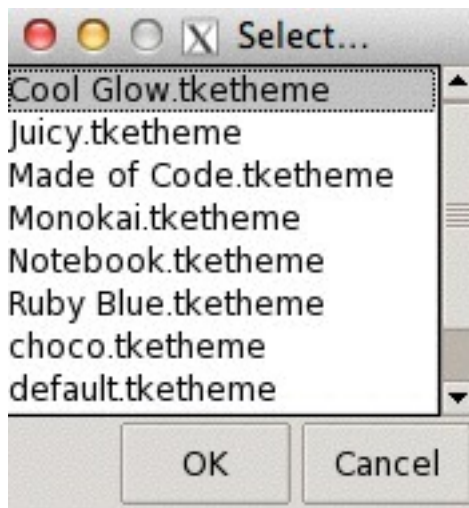 Select...
Cool Glow.tketheme
Juicy.tketheme
Made of Code.tketheme
Monokai.tketheme
Notebook.tketheme
Ruby Blue.tketheme
choco.tketheme
default.tketheme
OK Cancel